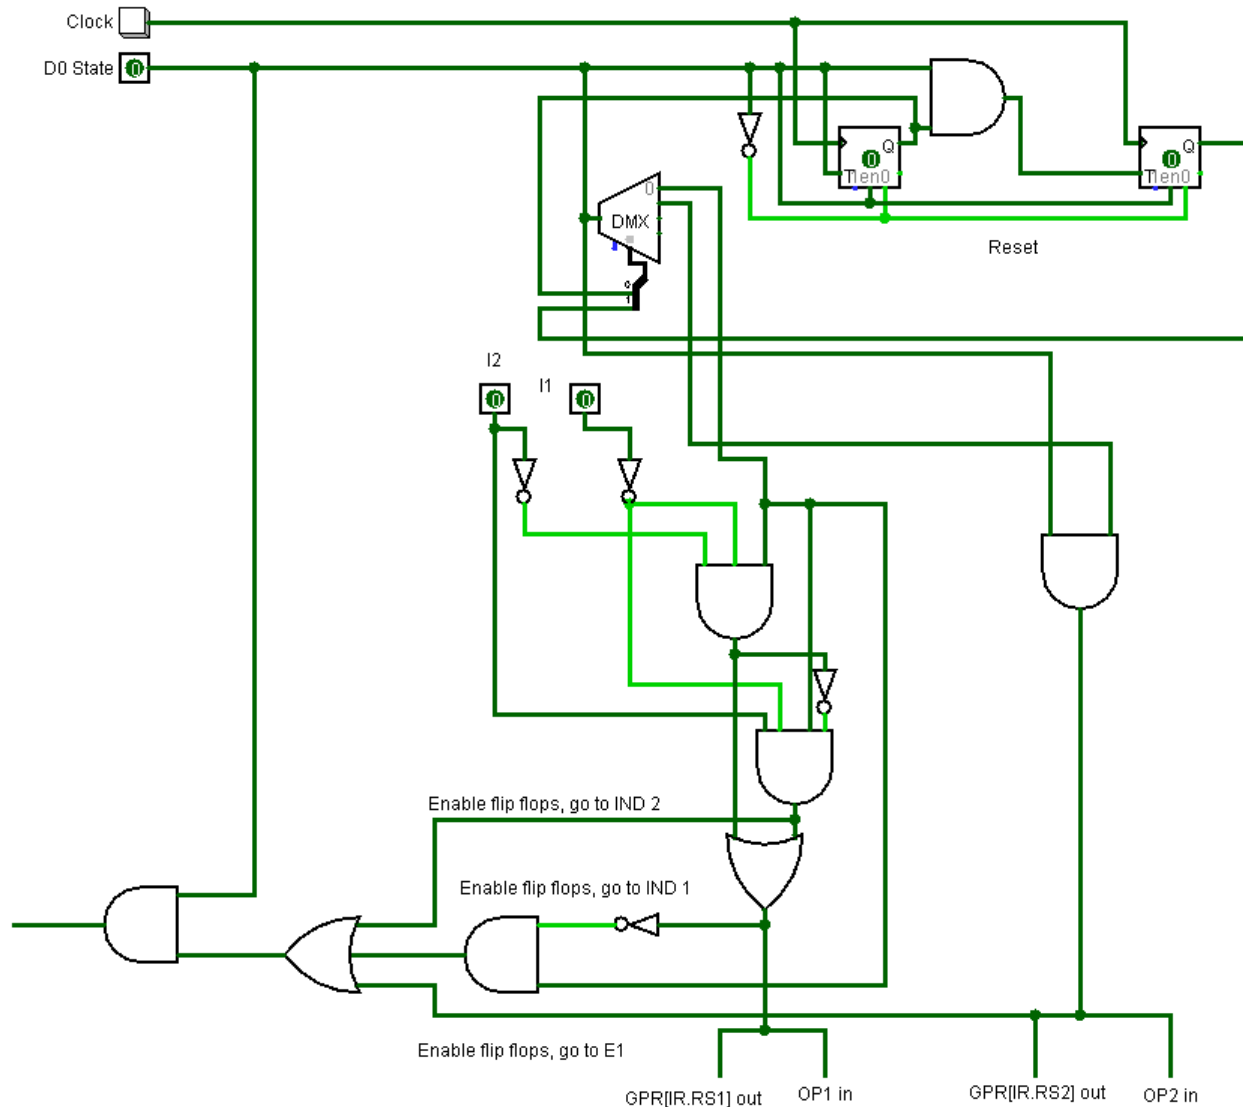 Clock
D0 State 0
Q
0
T 1en0
Q
0
T 1en0
0
DMX
0
1
Reset
I2
I1
0
0
Enable flip flops, go to IND 2
Enable flip flops, go to IND 1
Enable flip flops, go to E1
GPR[IR.RS1] out
OP1 in
GPR[IR.RS2] out
OP2 in